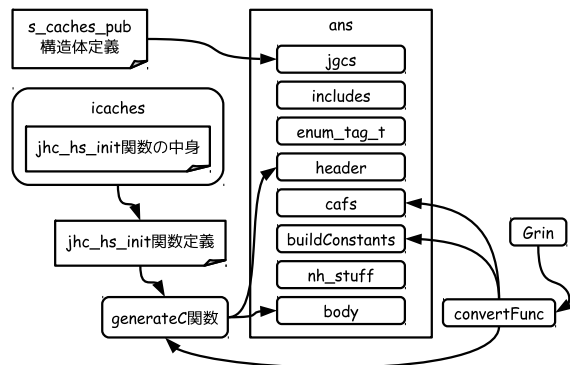 s_caches_pub
構造体定義
icaches
jhc_hs_init関数の中身
jhc_hs_init関数定義
generateC関数
ans
jgcs
includes
enum_tag_t
header
cafs
buildConstants
nh_stuff
body
Grin
convertFunc